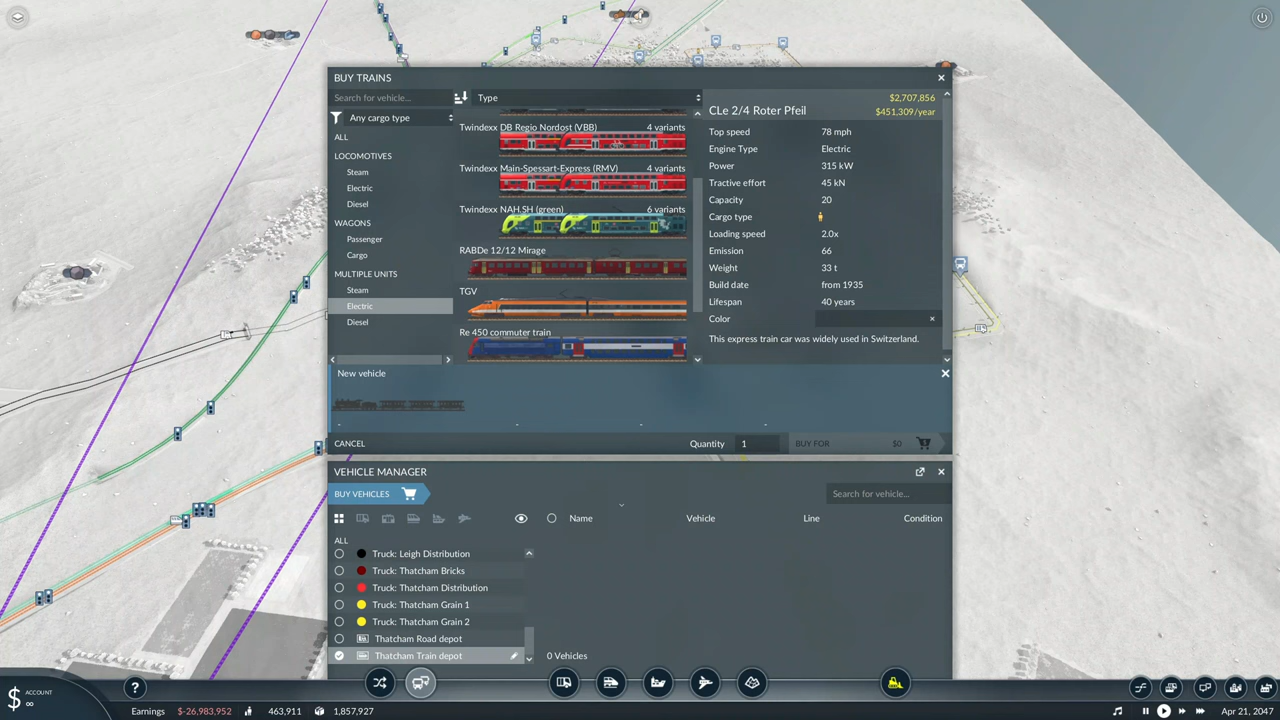 BUY TRAINS
Search for vehicle...
Type
Any cargo type
ALL
LOCOMOTIVES
Steam
Electric
Diesel
WAGONS
Passenger
Cargo
MULTIPLE UNITS
Steam
Electric
Diesel
Twindexx DB Regio Nordost (VBB) 4 variants
Twindexx Main-Spessart-Express (RMV) 4 variants
Twindexx NAH.SH (green) 6 variants
RABDe 12/12 Mirage
TGV
Re 450 commuter train
$2,707,856
CLe 2/4 Roter Pfeil
$451,309/year
Top speed 78 mph
Engine Type Electric
Power 315 kW
Tractive effort 45 kN
Capacity 20
Cargo type
Loading speed 2.0x
Emission 66
Weight 33 t
Build date from 1935
Lifespan 40 years
Color
This express train car was widely used in Switzerland.
New vehicle
CANCEL
Quantity 1
BUY FOR $0
VEHICLE MANAGER
BUY VEHICLES
Search for vehicle...
Name Vehicle Line Condition
ALL
Truck: Leigh Distribution
Truck: Thatcham Bricks
Truck: Thatcham Distribution
Truck: Thatcham Grain 1
Truck: Thatcham Grain 2
Thatcham Road depot
Thatcham Train depot
0 Vehicles
$ ACCOUNT
∞
?
Earnings $-26,983,952 463,911 1,857,927
Apr 21, 2047